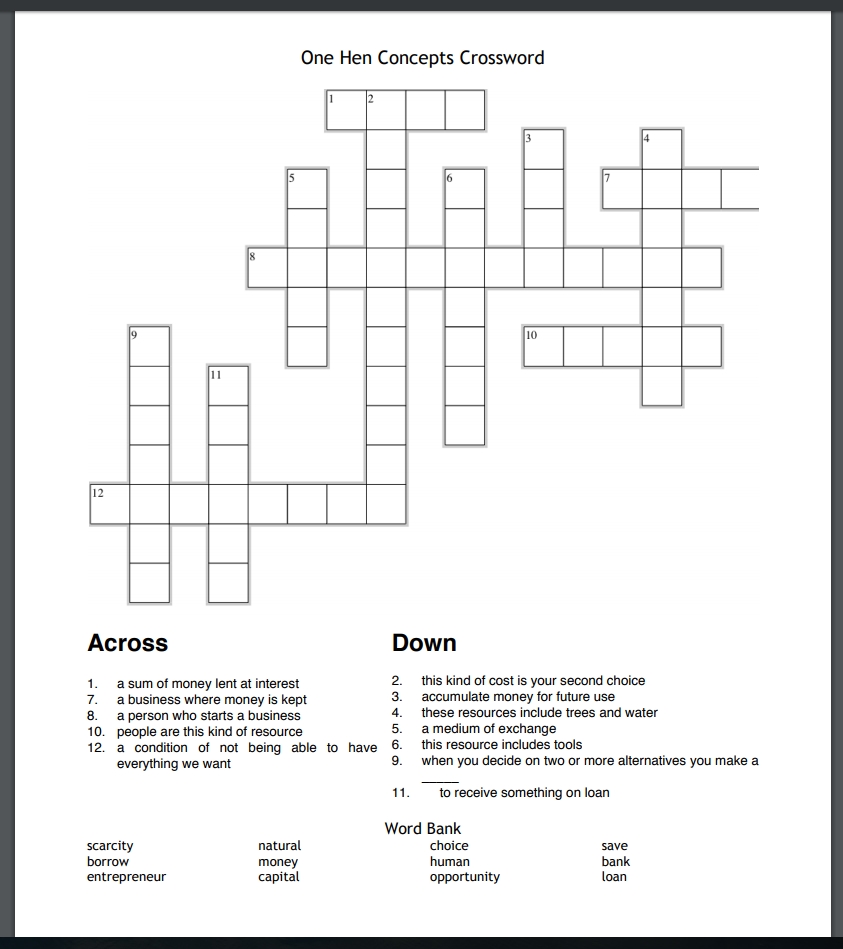 One Hen Concepts Crossword
1 2
3 4
5 6 7
8
9 10
11
12
Across
1. a sum of money lent at interest
7. a business where money is kept
8. a person who starts a business
10. people are this kind of resource
12. a condition of not being able to have
everything we want
Down
2. this kind of cost is your second choice
3. accumulate money for future use
4. these resources include trees and water
5. a medium of exchange
6. this resource includes tools
9. when you decide on two or more alternatives you make a
_____
11. to receive something on loan
Word Bank
scarcity natural choice save
borrow money human bank
entrepreneur capital opportunity loan